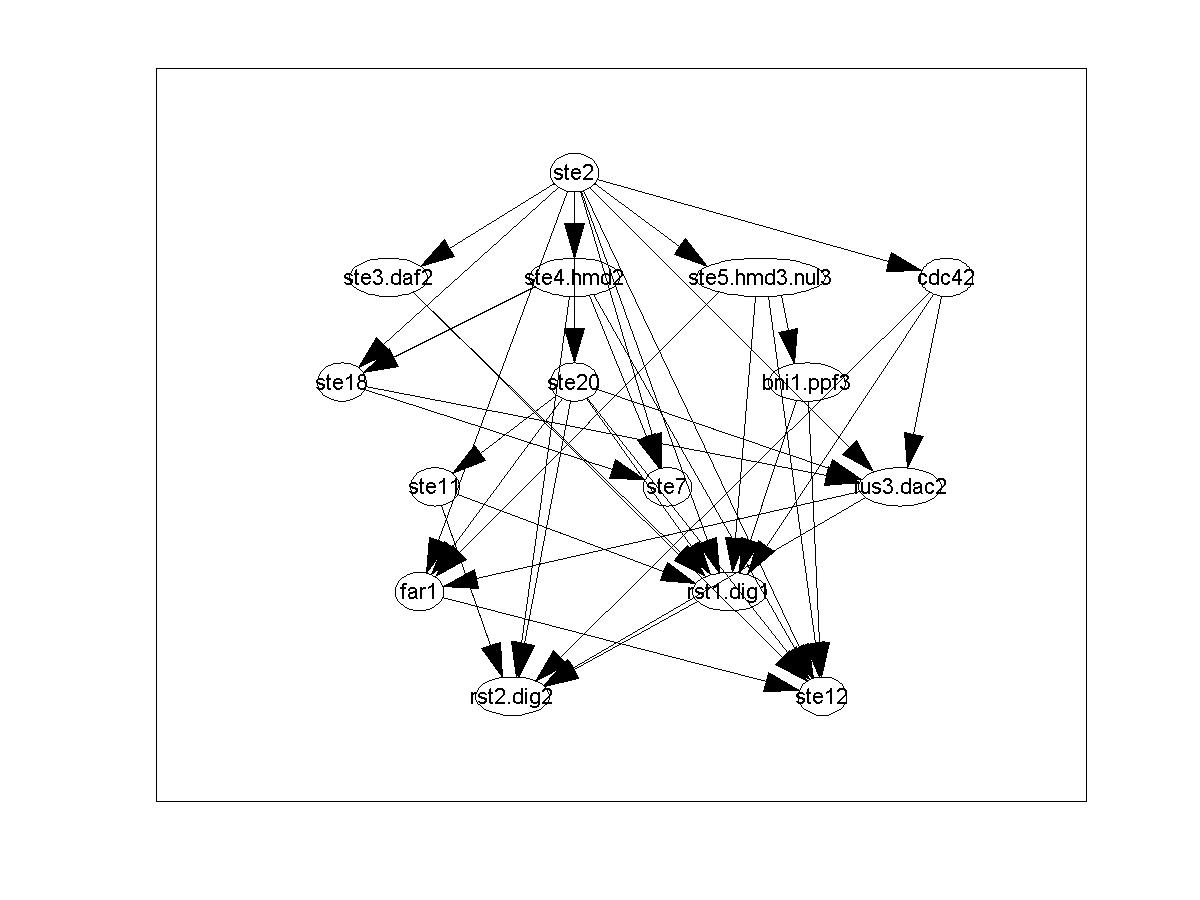 ste2
ste3.daf2
ste4.hmd2
ste5.hmd3.nul3
cdc42
ste18
ste20
bni1.ppf3
ste11
ste7
fus3.dac2
far1
rst1.dig1
rst2.dig2
ste12